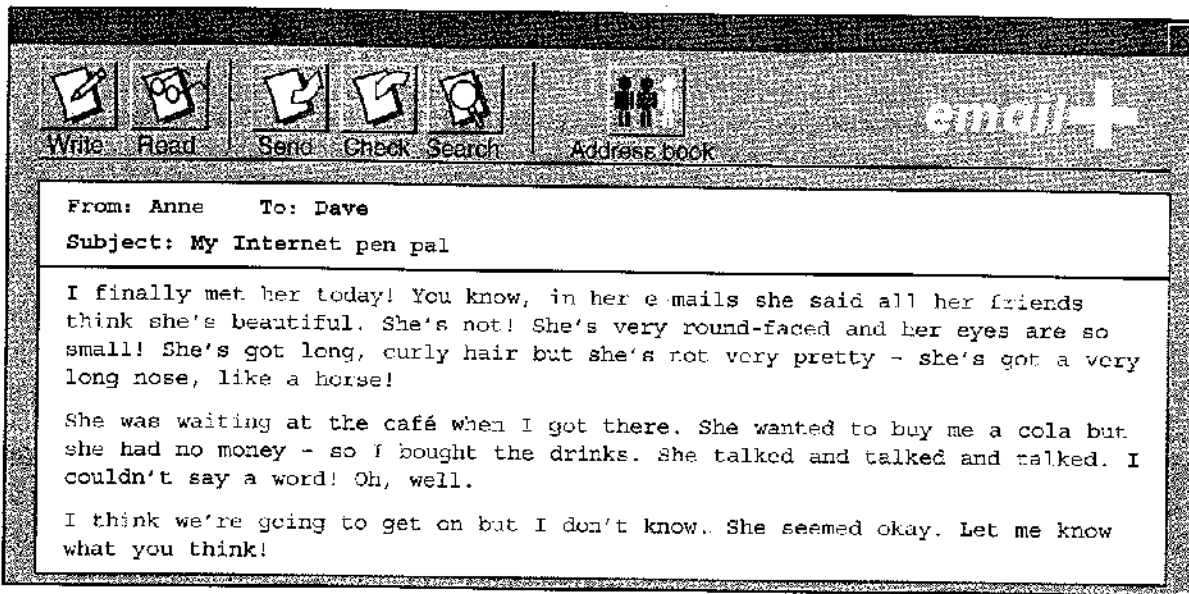 Write Read Send Check Search Address book email+
From: Anne To: Dave
Subject: My Internet pen pal
I finally met her today! You know, in her e-mails she said all her friends
think she's beautiful. She's not! She's very round-faced and her eyes are so
small! She's got long, curly hair but she's not very pretty - she's got a very
long nose, like a horse!
She was waiting at the café when I got there. She wanted to buy me a cola but
she had no money - so I bought the drinks. She talked and talked and talked. I
couldn't say a word! Oh, well.
I think we're going to get on but I don't know. She seemed okay. Let me know
what you think!